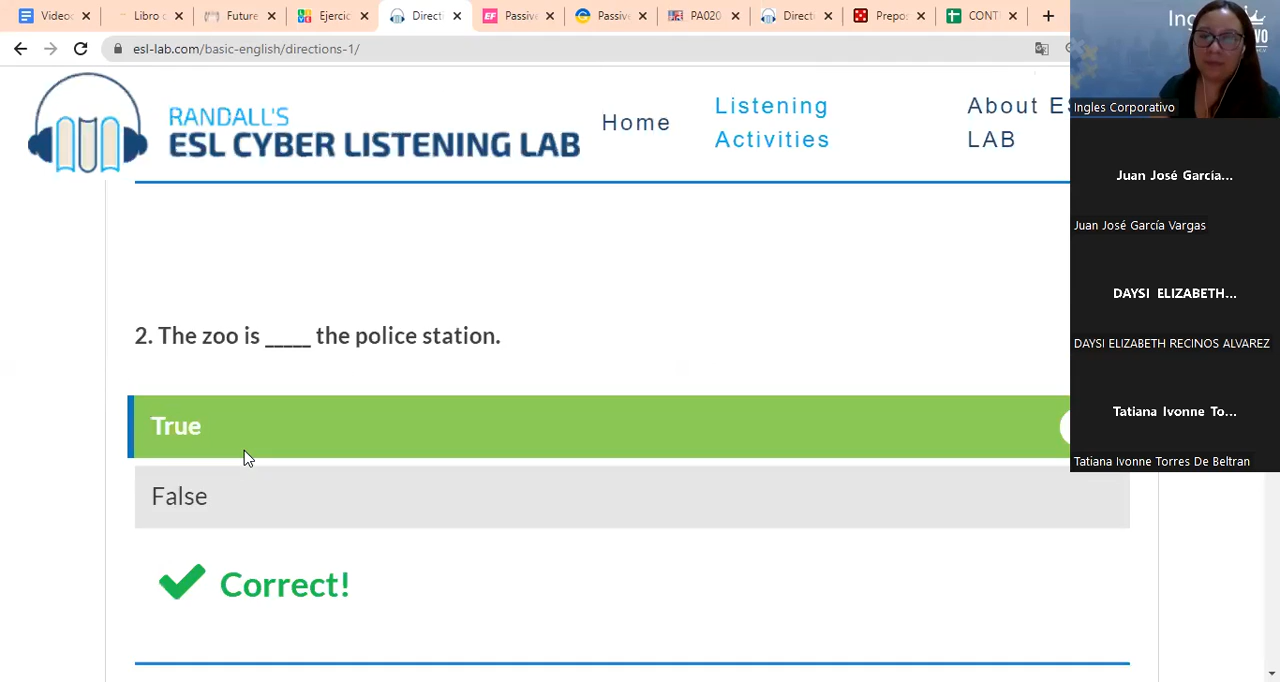 Video
Libro
Future
Ejercic
Directi
Passive
Passiv
PA020
Direct
Prepo
CONT
esl-lab.com/basic-english/directions-1/
RANDALL'S
ESL CYBER LISTENING LAB
Home
Listening
Activities
About E
LAB
2. The zoo is _____ the police station.
True
False
Correct!
Ingles Corporativo
Juan José García...
Juan José García Vargas
DAYSI ELIZABETH...
DAYSI ELIZABETH RECINOS ALVAREZ
Tatiana Ivonne To...
Tatiana Ivonne Torres De Beltran